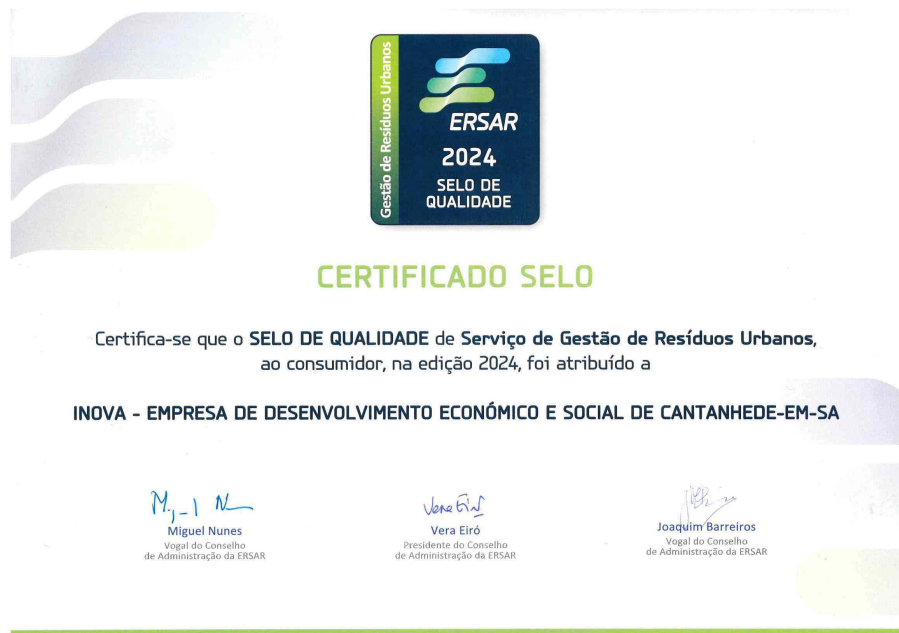 Gestão de Resíduos Urbanos
ERSAR
2024
SELO DE
QUALIDADE
CERTIFICADO SELO
Certifica-se que o SELO DE QUALIDADE de Serviço de Gestão de Resíduos Urbanos,
ao consumidor, na edição 2024, foi atribuído a
INOVA - EMPRESA DE DESENVOLVIMENTO ECONÓMICO E SOCIAL DE CANTANHEDE-EM-SA
Miguel Nunes
Vogal do Conselho
de Administração da ERSAR
Vera Eiró
Vera Eiró
Presidente do Conselho
de Administração da ERSAR
Joaquim Barreiros
Vogal do Conselho
de Administração da ERSAR